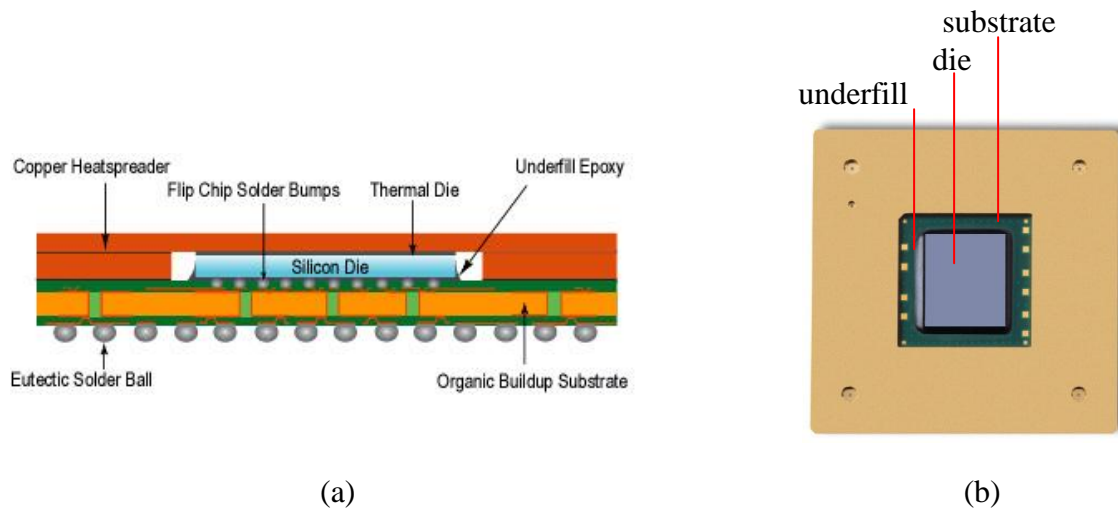 substrate
die
underfill
Copper Heatspreader
Flip Chip Solder Bumps
Thermal Die
Underfill Epoxy
Silicon Die
Eutectic Solder Ball
Organic Buildup Substrate
(a)
(b)